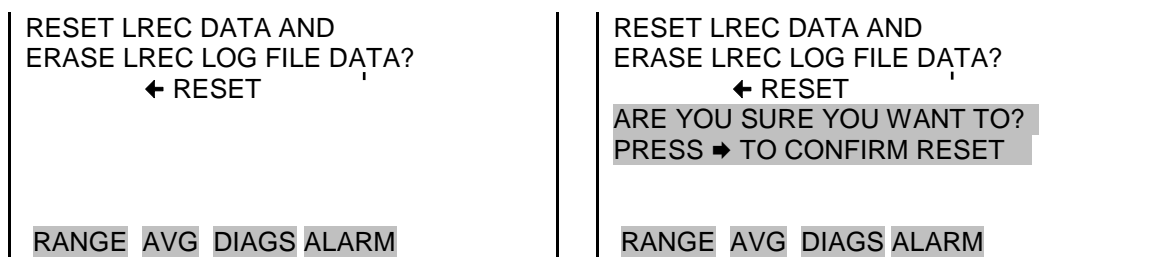 RESET LREC DATA AND
ERASE LREC LOG FILE DATA?
← RESET
RANGE AVG DIAGS ALARM
RESET LREC DATA AND
ERASE LREC LOG FILE DATA?
← RESET
ARE YOU SURE YOU WANT TO?
PRESS → TO CONFIRM RESET
RANGE AVG DIAGS ALARM